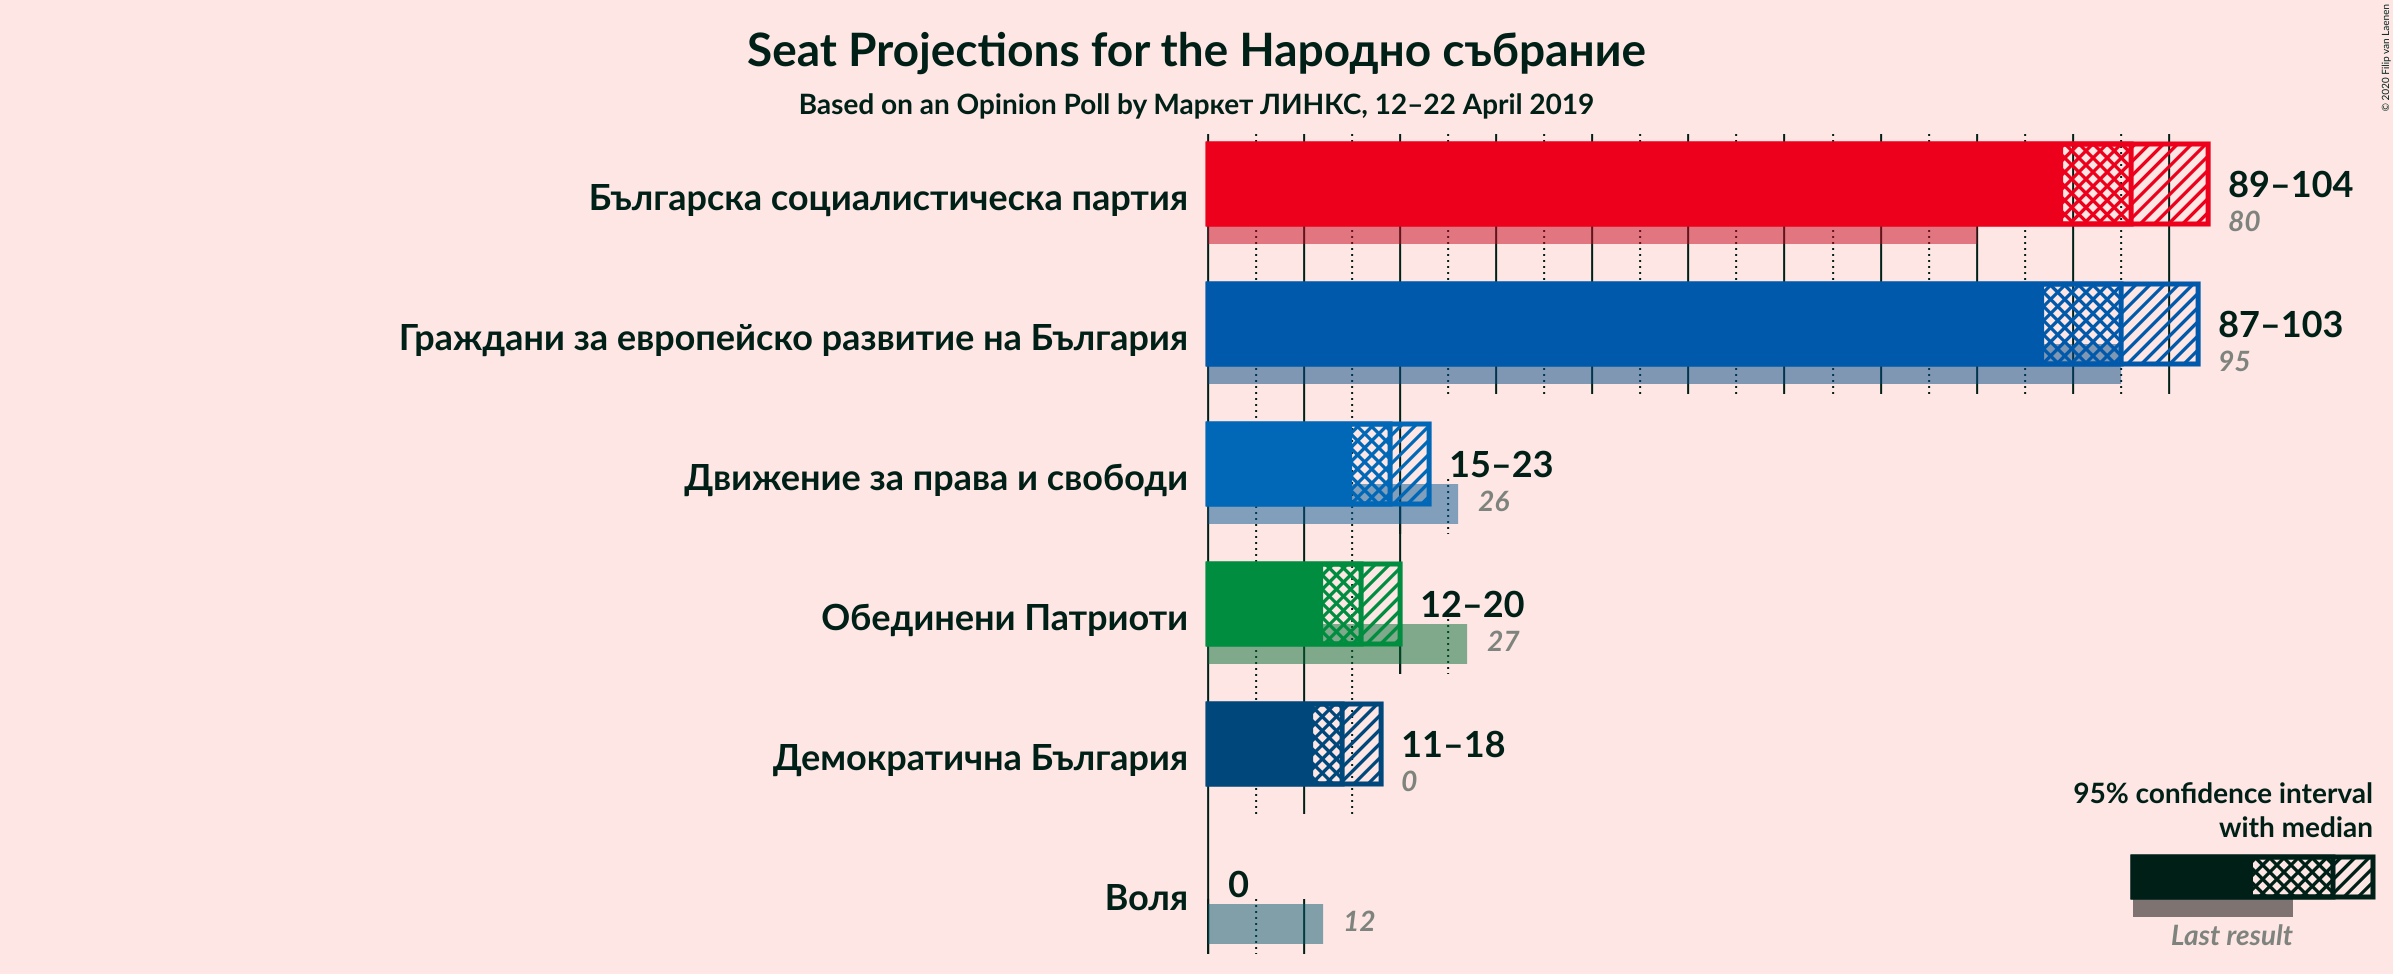 Seat Projections for the Народно събрание
Based on an Opinion Poll by Маркет ЛИНКС, 12–22 April 2019
© 2020 Filip van Laenen
Българска социалистическа партия
89–104
80
Граждани за европейско развитие на България
87–103
95
Движение за права и свободи
15–23
26
Обединени Патриоти
12–20
27
Демократична България
11–18
0
Воля
0
12
95% confidence interval
with median
Last result